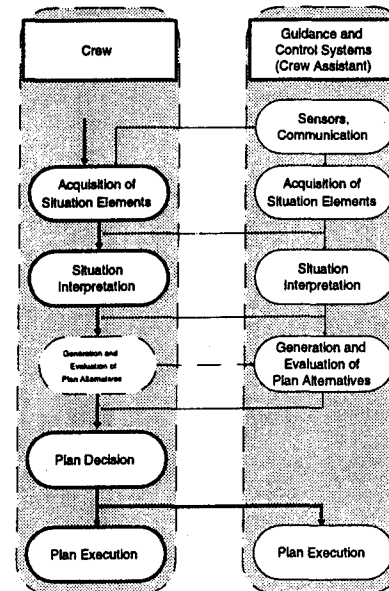 Crew
Guidance and
Control Systems
(Crew Assistant)
Sensors,
Communication
Acquisition of
Situation Elements
Acquisition of
Situation Elements
Situation
Interpretation
Situation
Interpretation
Generation and
Evaluation of
Plan Alternatives
Generation and
Evaluation of
Plan Alternatives
Plan Decision
Plan Execution
Plan Execution